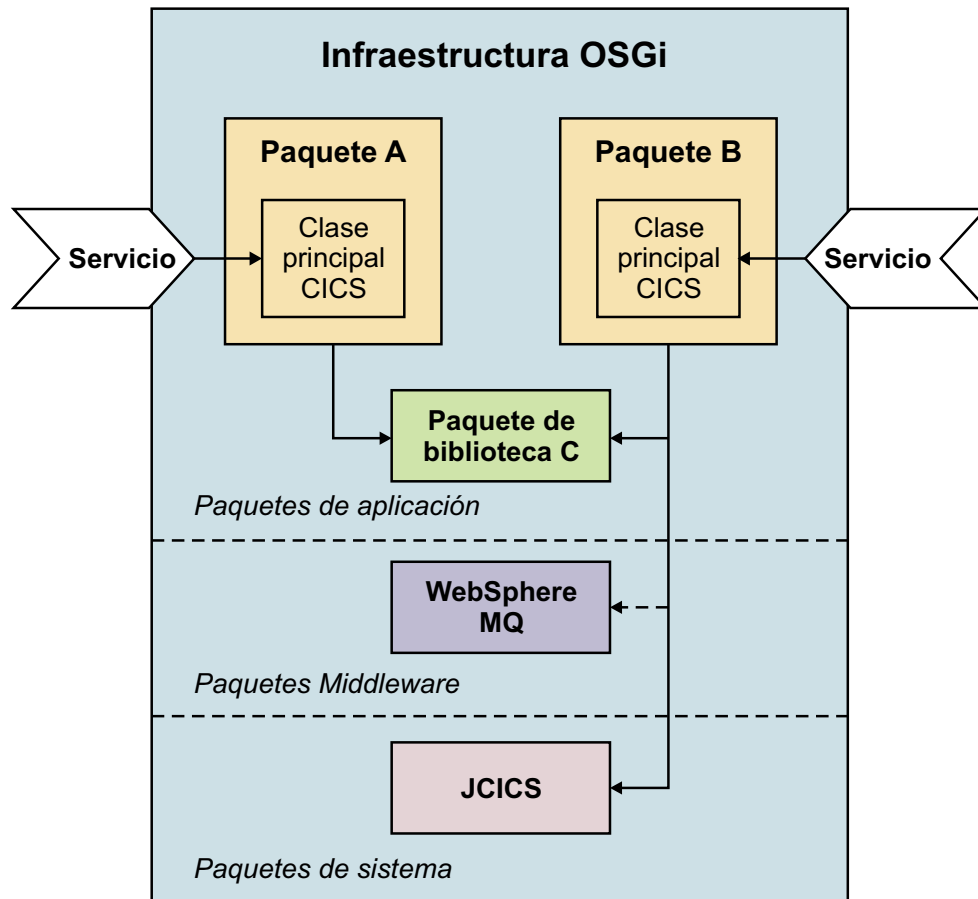 Infraestructura OSGi
Paquete A
Paquete B
Servicio
Clase
principal
CICS
Clase
principal
CICS
Servicio
Paquete de
biblioteca C
Paquetes de aplicación
WebSphere
MQ
Paquetes Middleware
JCICS
Paquetes de sistema